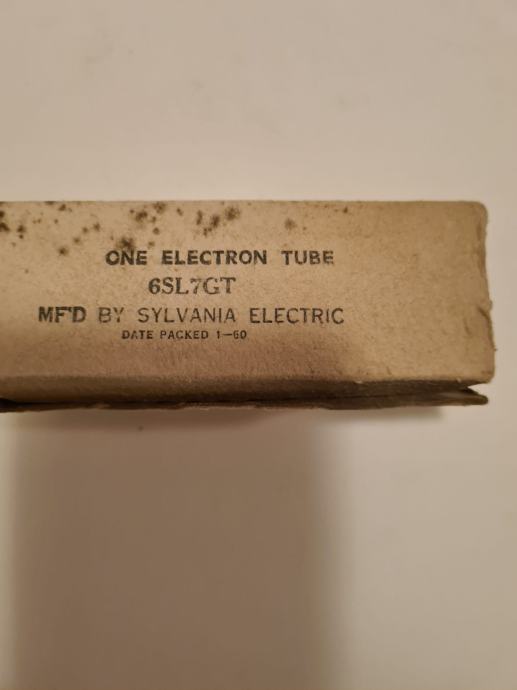 ONE ELECTRON TUBE
6SL7GT
MF'D BY SYLVANIA ELECTRIC
DATE PACKED 1-60